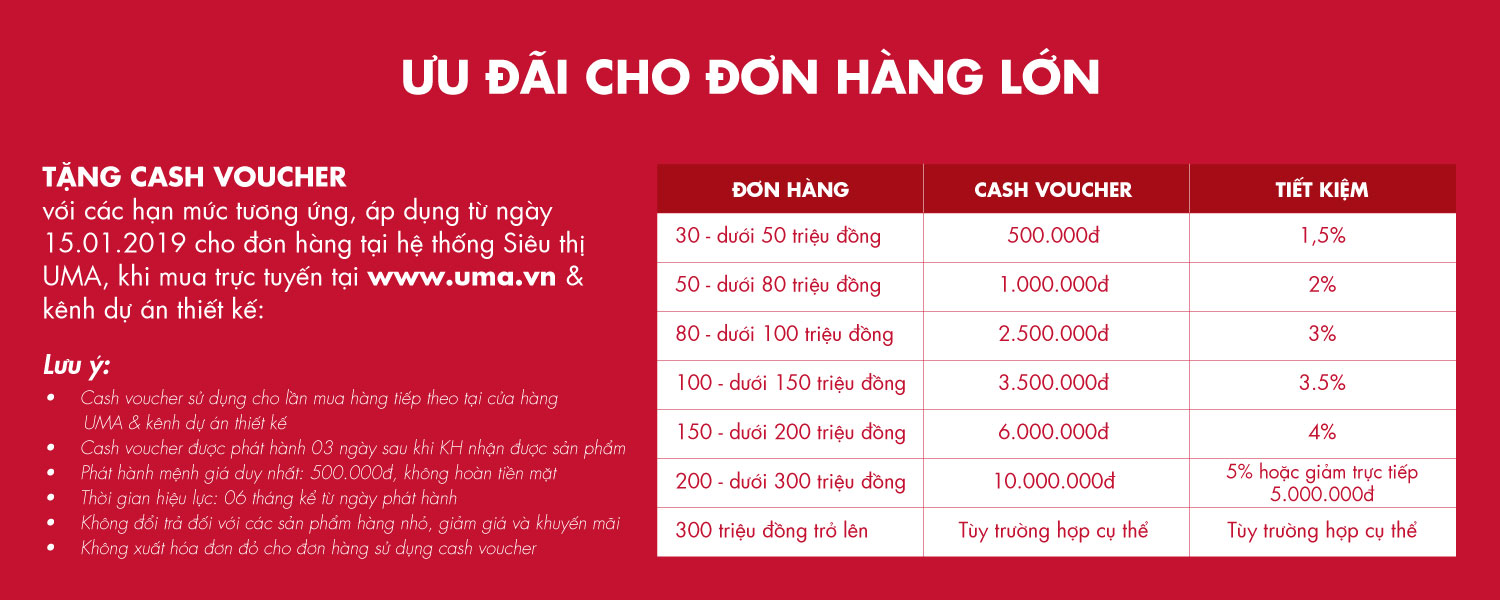 ƯU ĐÃI CHO ĐƠN HÀNG LỚN
TẶNG CASH VOUCHER
với các hạn mức tương ứng, áp dụng từ ngày
15.01.2019 cho đơn hàng tại hệ thống Siêu thị
UMA, khi mua trực tuyến tại www.uma.vn &
kênh dự án thiết kế:
Lưu ý:
• Cash voucher sử dụng cho lần mua hàng tiếp theo tại cửa hàng
UMA & kênh dự án thiết kế
• Cash voucher được phát hành 03 ngày sau khi KH nhận được sản phẩm
• Phát hành mệnh giá duy nhất: 500.000đ, không hoàn tiền mặt
• Thời gian hiệu lực: 06 tháng kể từ ngày phát hành
• Không đổi trả đối với các sản phẩm hàng nhỏ, giảm giá và khuyến mãi
• Không xuất hóa đơn đỏ cho đơn hàng sử dụng cash voucher
ĐƠN HÀNG CASH VOUCHER TIẾT KIỆM
30 - dưới 50 triệu đồng 500.000đ 1,5%
50 - dưới 80 triệu đồng 1.000.000đ 2%
80 - dưới 100 triệu đồng 2.500.000đ 3%
100 - dưới 150 triệu đồng 3.500.000đ 3.5%
150 - dưới 200 triệu đồng 6.000.000đ 4%
200 - dưới 300 triệu đồng 10.000.000đ 5% hoặc giảm trực tiếp
5.000.000đ
300 triệu đồng trở lên Tùy trường hợp cụ thể Tùy trường hợp cụ thể